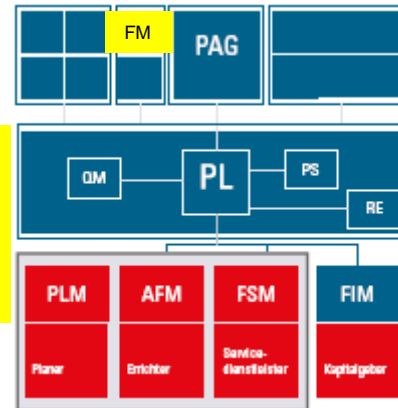 FM
PAG
QM
PL
PS
RE
PLM
AFM
FSM
FIM
Planer
Errichter
Service-
dienstleister
Kapitalgeber